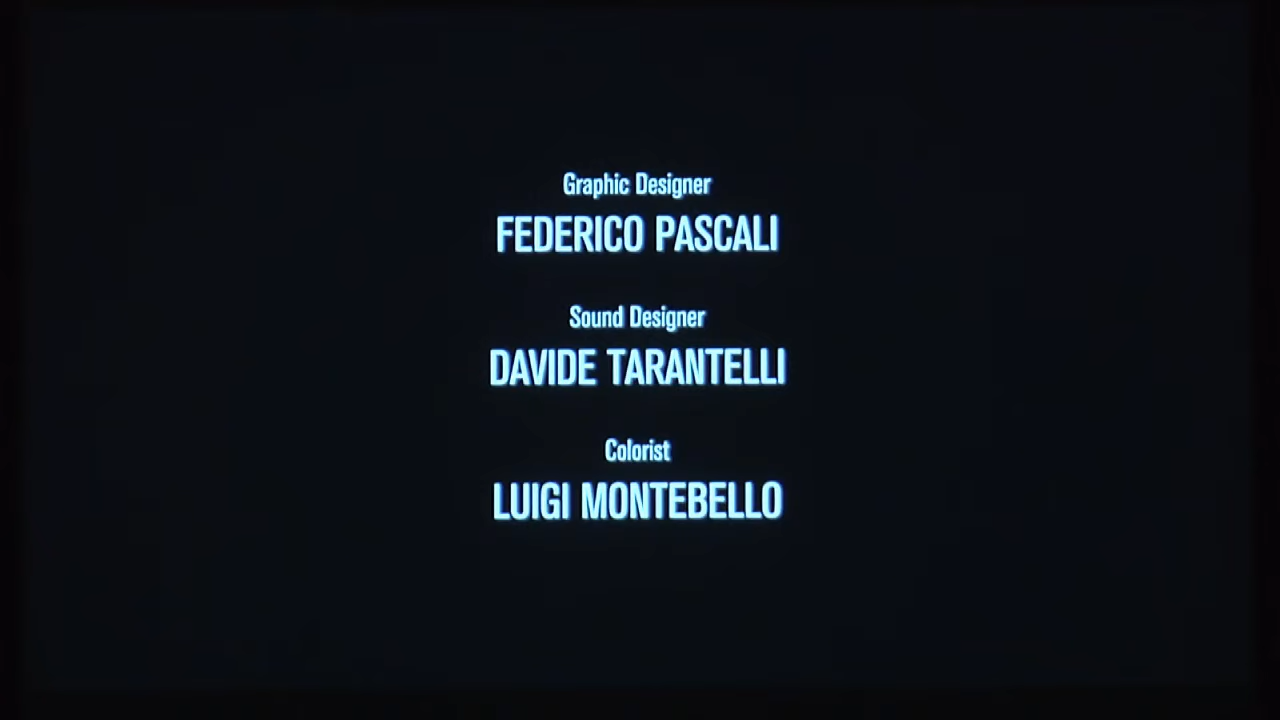 Graphic Designer
FEDERICO PASCALI
Sound Designer
DAVIDE TARANTELLI
Colorist
LUIGI MONTEBELLO